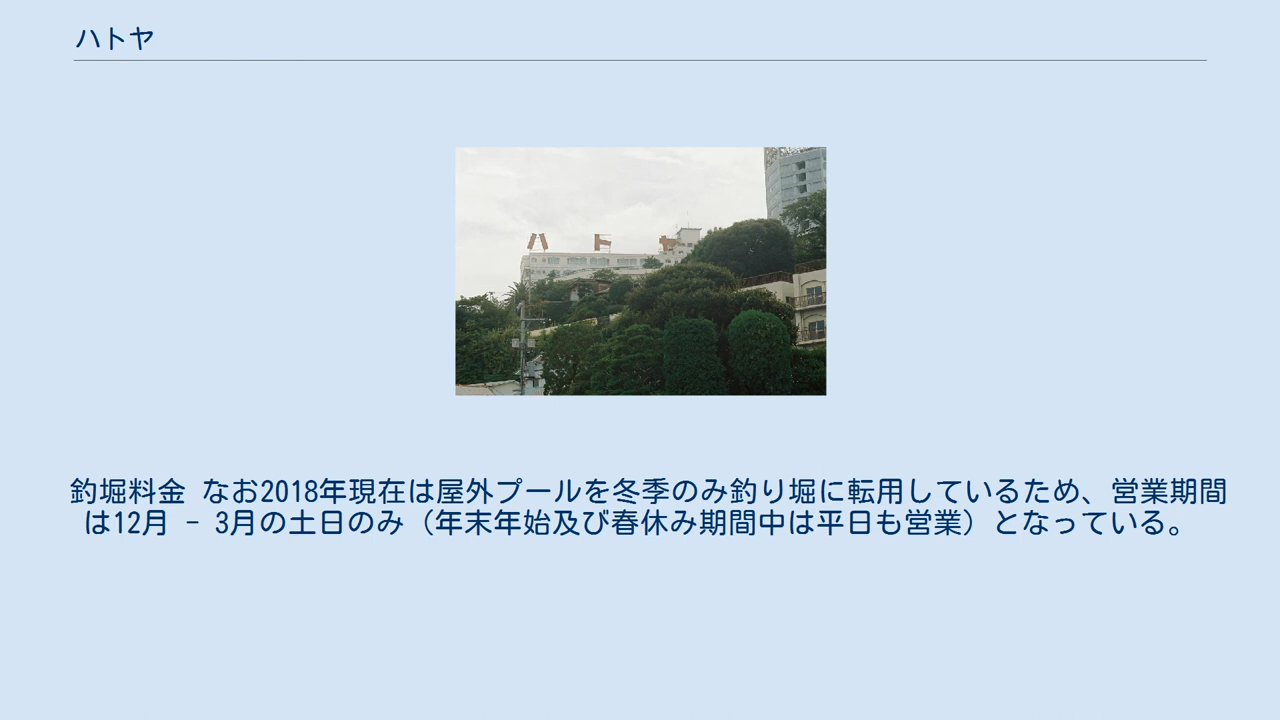 ハトヤ
ハトヤ
釣堀料金 なお2018年現在は屋外プールを冬季のみ釣り堀に転用しているため、営業期間
は12月 - 3月の土日のみ（年末年始及び春休み期間中は平日も営業）となっている。